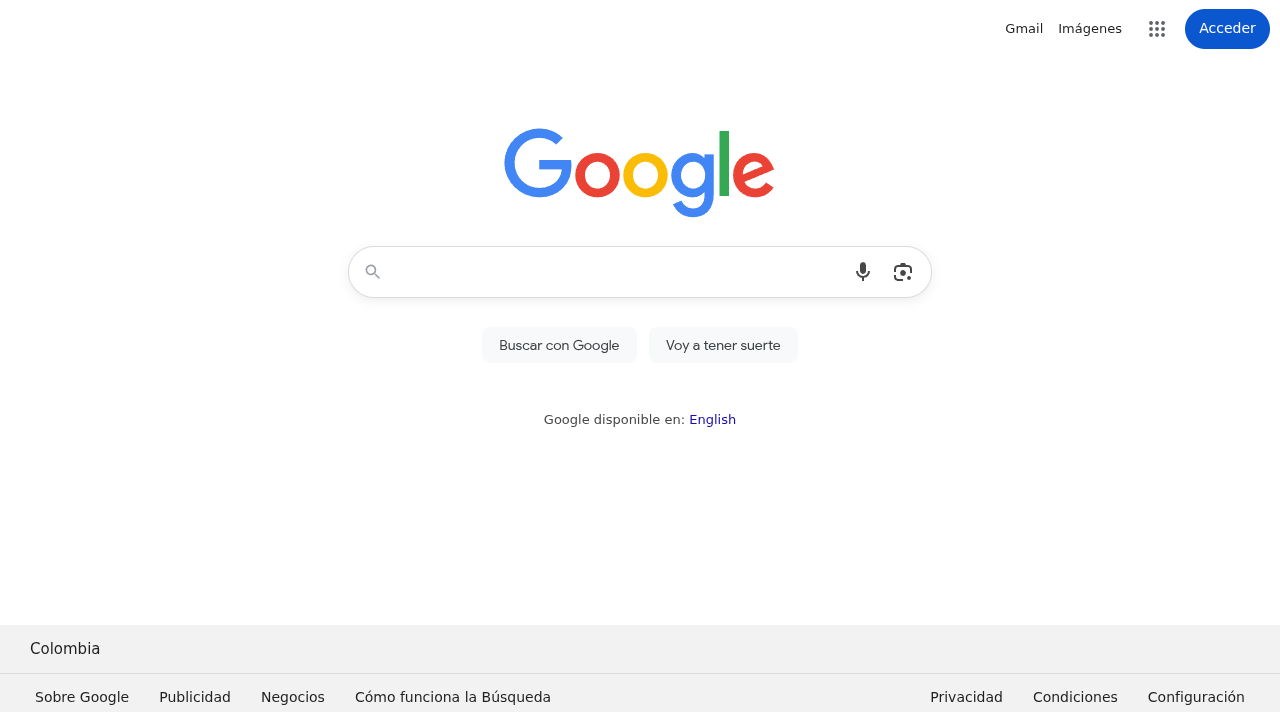 Gmail Imágenes Acceder
Google
Buscar con Google Voy a tener suerte
Google disponible en: English
Colombia
Sobre Google Publicidad Negocios Cómo funciona la Búsqueda Privacidad Condiciones Configuración